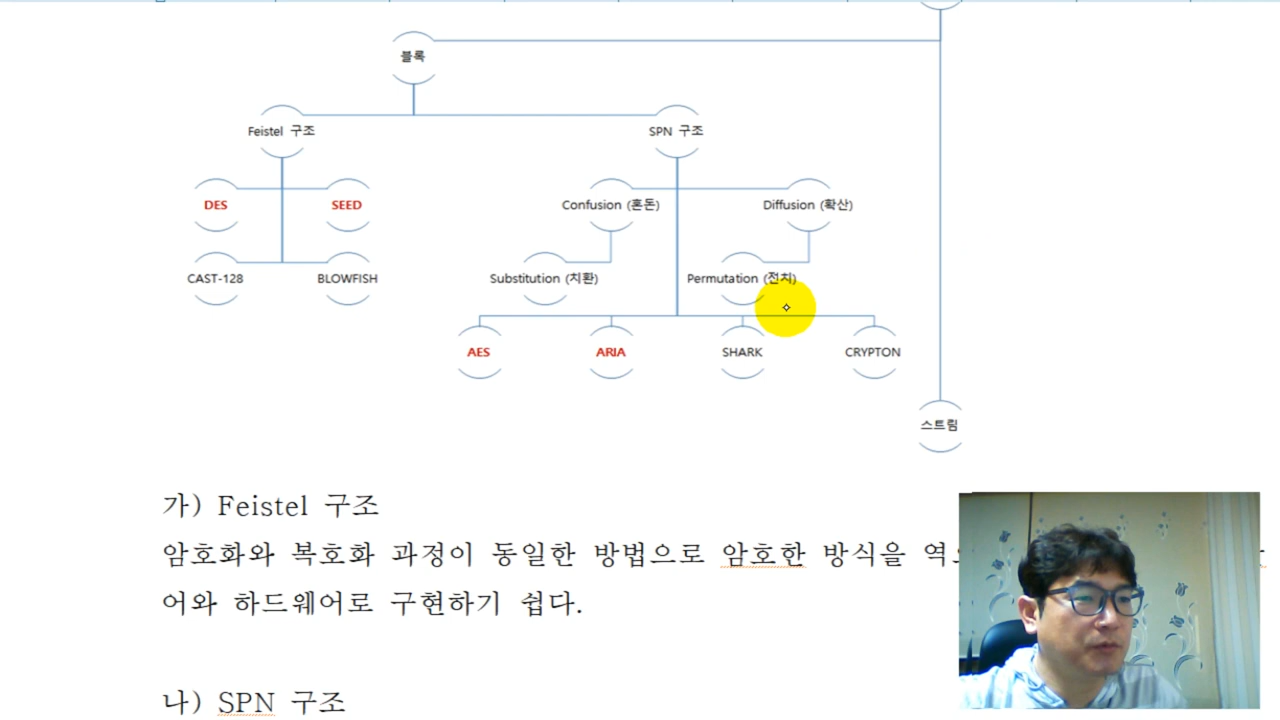 블록
Feistel 구조
SPN 구조
DES
SEED
Confusion (혼돈)
Diffusion (확산)
CAST-128
BLOWFISH
Substitution (치환)
Permutation (전치)
AES
ARIA
SHARK
CRYPTON
스트림
가) Feistel 구조
암호화와 복호화 과정이 동일한 방법으로 암호한 방식을
어와 하드웨어로 구현하기 쉽다.
나) SPN 구조